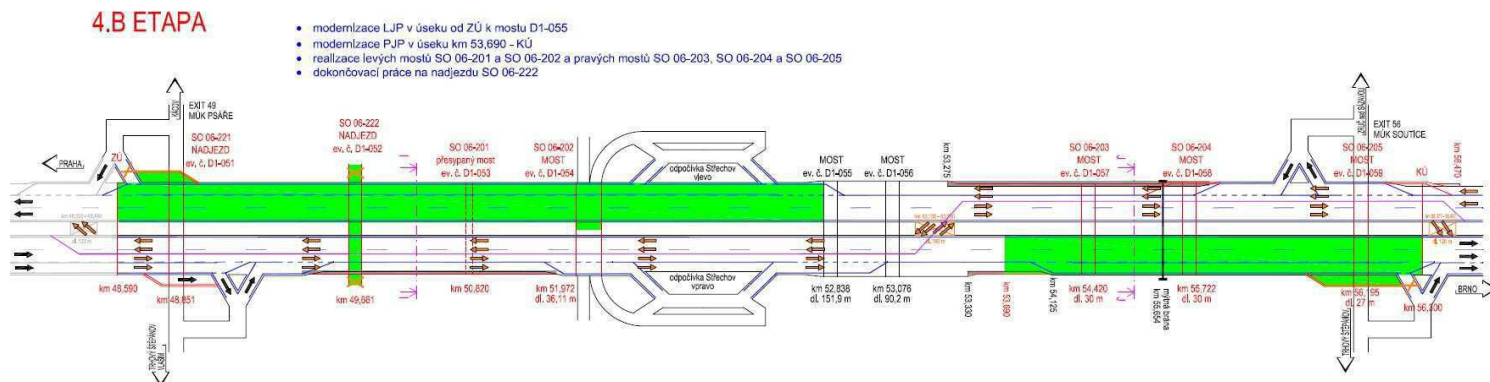 4.B ETAPA
• modernizace LJP v úseku od ZÚ k mostu D1-055
• modernizace PJP v úseku km 53,690 - KÚ
• realizace levých mostů SO 06-201 a SO 06-202 a pravých mostů SO 06-203, SO 06-204 a SO 06-205
• dokončovací práce na nadjezdu SO 06-222
KÁCOV
EXIT 49
MÚK PSÁŘE
PRAHA
ZÚ
SO 06-221
NADJEZD
ev. č. D1-051
SO 06-222
NADJEZD
ev. č. D1-052
SO 06-201
přesypaný most
ev. č. D1-053
SO 06-202
MOST
ev. č. D1-054
odpočívka Střechov
vlevo
MOST
ev. č. D1-055
MOST
ev. č. D1-056
km 53,275
SO 06-203
MOST
ev. č. D1-057
SO 06-204
MOST
ev. č. D1-058
EXIT 56
MÚK SOUTICE
SO 06-205
MOST
ev. č. D1-059
KÚ
km 56,470
km 48,590
km 48,851
km 49,661
km 50,820
km 51,972
dl. 36,11 m
odpočívka Střechov
vpravo
km 52,838
dl. 151,9 m
km 53,076
dl. 90,2 m
km 53,330
km 53,690
km 54,125
km 54,420
dl. 30 m
mýtná brána
km 55,654
km 55,722
dl. 30 m
km 56,195
dl. 27 m
km 56,300
BRNO
TRHOVÝ ŠTĚPÁNOV
VLAŠIM